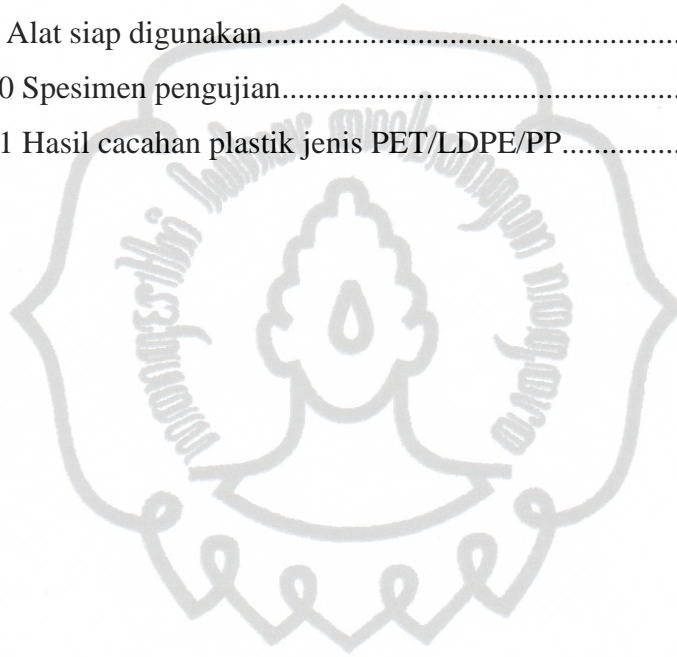 Alat siap digunakan................................................................
0 Spesimen pengujian................................................................
1 Hasil cacahan plastik jenis PET/LDPE/PP...............